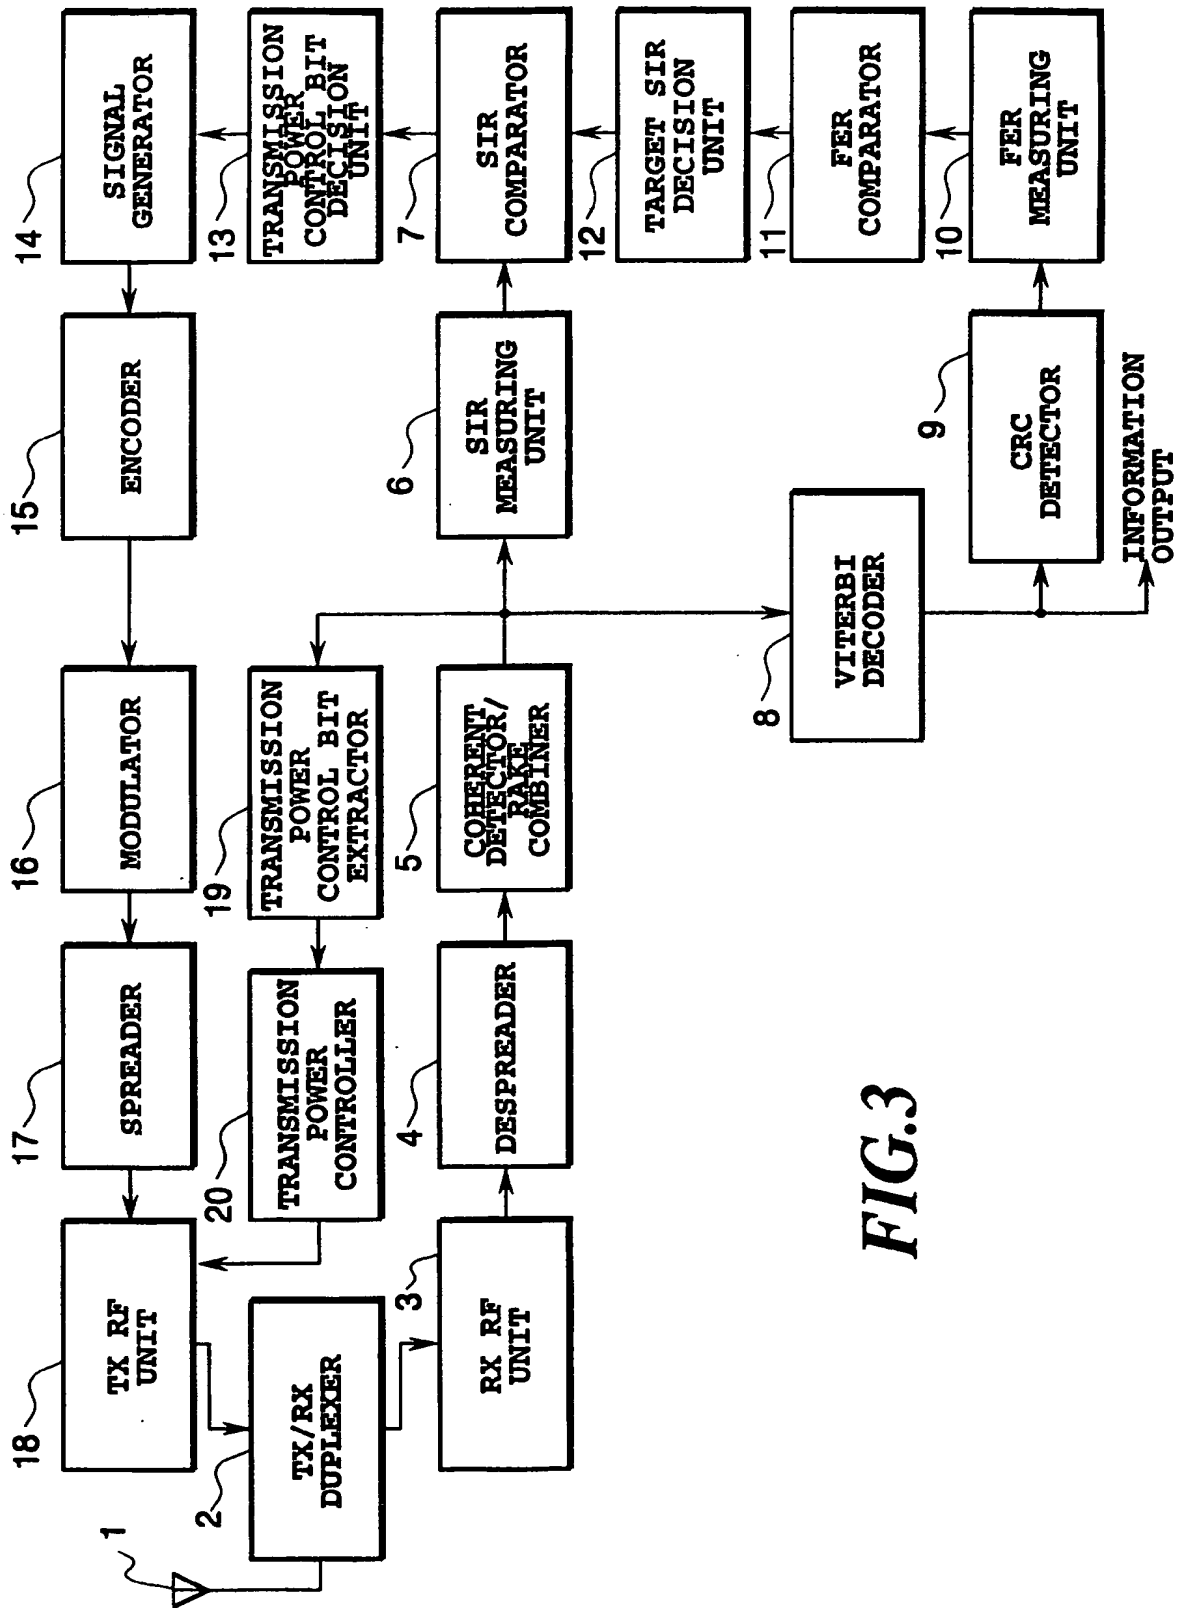 14
SIGNAL
GENERATOR
15
ENCODER
16
MODULATOR
17
SPREADER
18
TX RF
UNIT
13
TRANSMISSION
POWER
CONTROL BIT
DECISION
UNIT
19
TRANSMISSION
POWER
CONTROL BIT
EXTRACTOR
20
TRANSMISSION
POWER
CONTROLLER
1
2
TX/RX
DUPLEXER
3
RX RF
UNIT
4
DESPREADER
5
COHERENT
DETECTOR/
RAKE
COMBINER
6
SIR
MEASURING
UNIT
7
SIR
COMPARATOR
12
TARGET SIR
DECISION
UNIT
11
FER
COMPARATOR
10
FER
MEASURING
UNIT
8
VITERBI
DECODER
9
CRC
DETECTOR
INFORMATION
OUTPUT
FIG.3